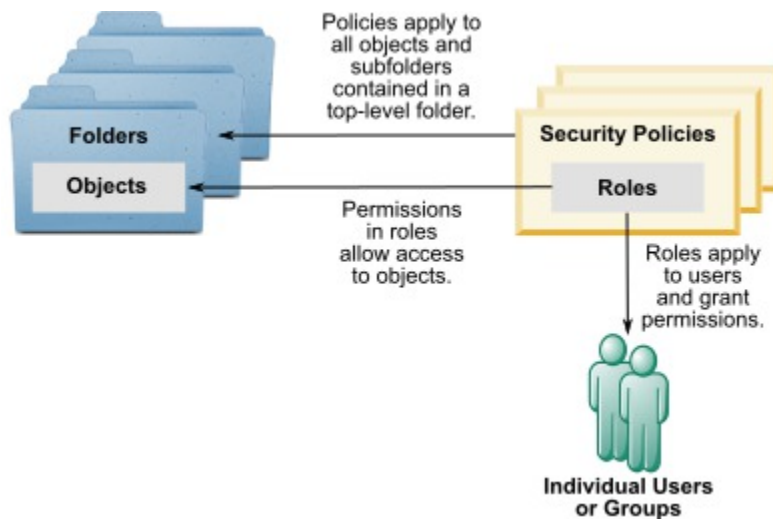 Policies apply to
all objects and
subfolders
contained in a
top-level folder.
Folders
Security Policies
Objects
Roles
Permissions
in roles
allow access
to objects.
Roles apply
to users
and grant
permissions.
Individual Users
or Groups